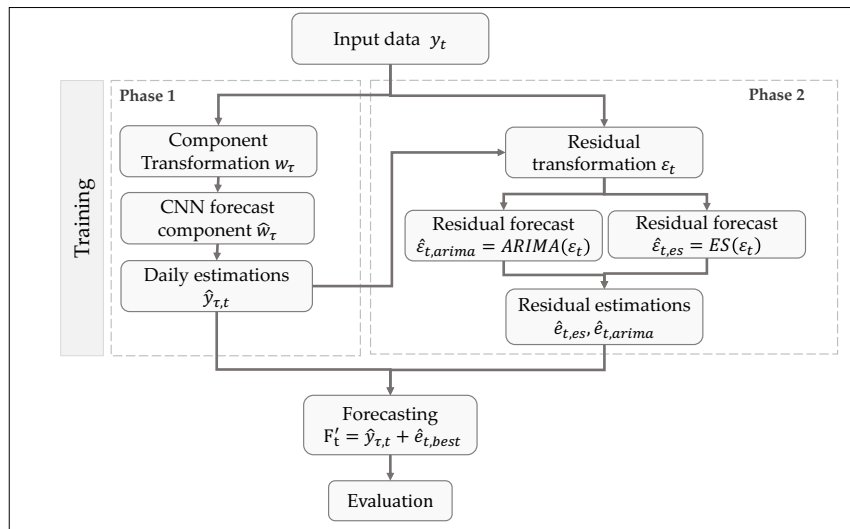 Input data y_t
Training
Phase 1
Component
Transformation w_τ
CNN forecast
component ŵ_τ
Daily estimations
ŷ_τ,t
Phase 2
Residual
transformation ε_t
Residual forecast
ε̂_t,arima = ARIMA(ε_t)
Residual forecast
ε̂_t,es = ES(ε_t)
Residual estimations
ê_t,es, ê_t,arima
Forecasting
F′_t = ŷ_τ,t + ê_t,best
Evaluation